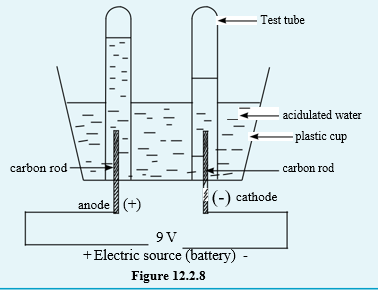 Test tube
acidulated water
plastic cup
carbon rod
carbon rod
anode (+)
(-) cathode
9 V
+ Electric source (battery) -
Figure 12.2.8